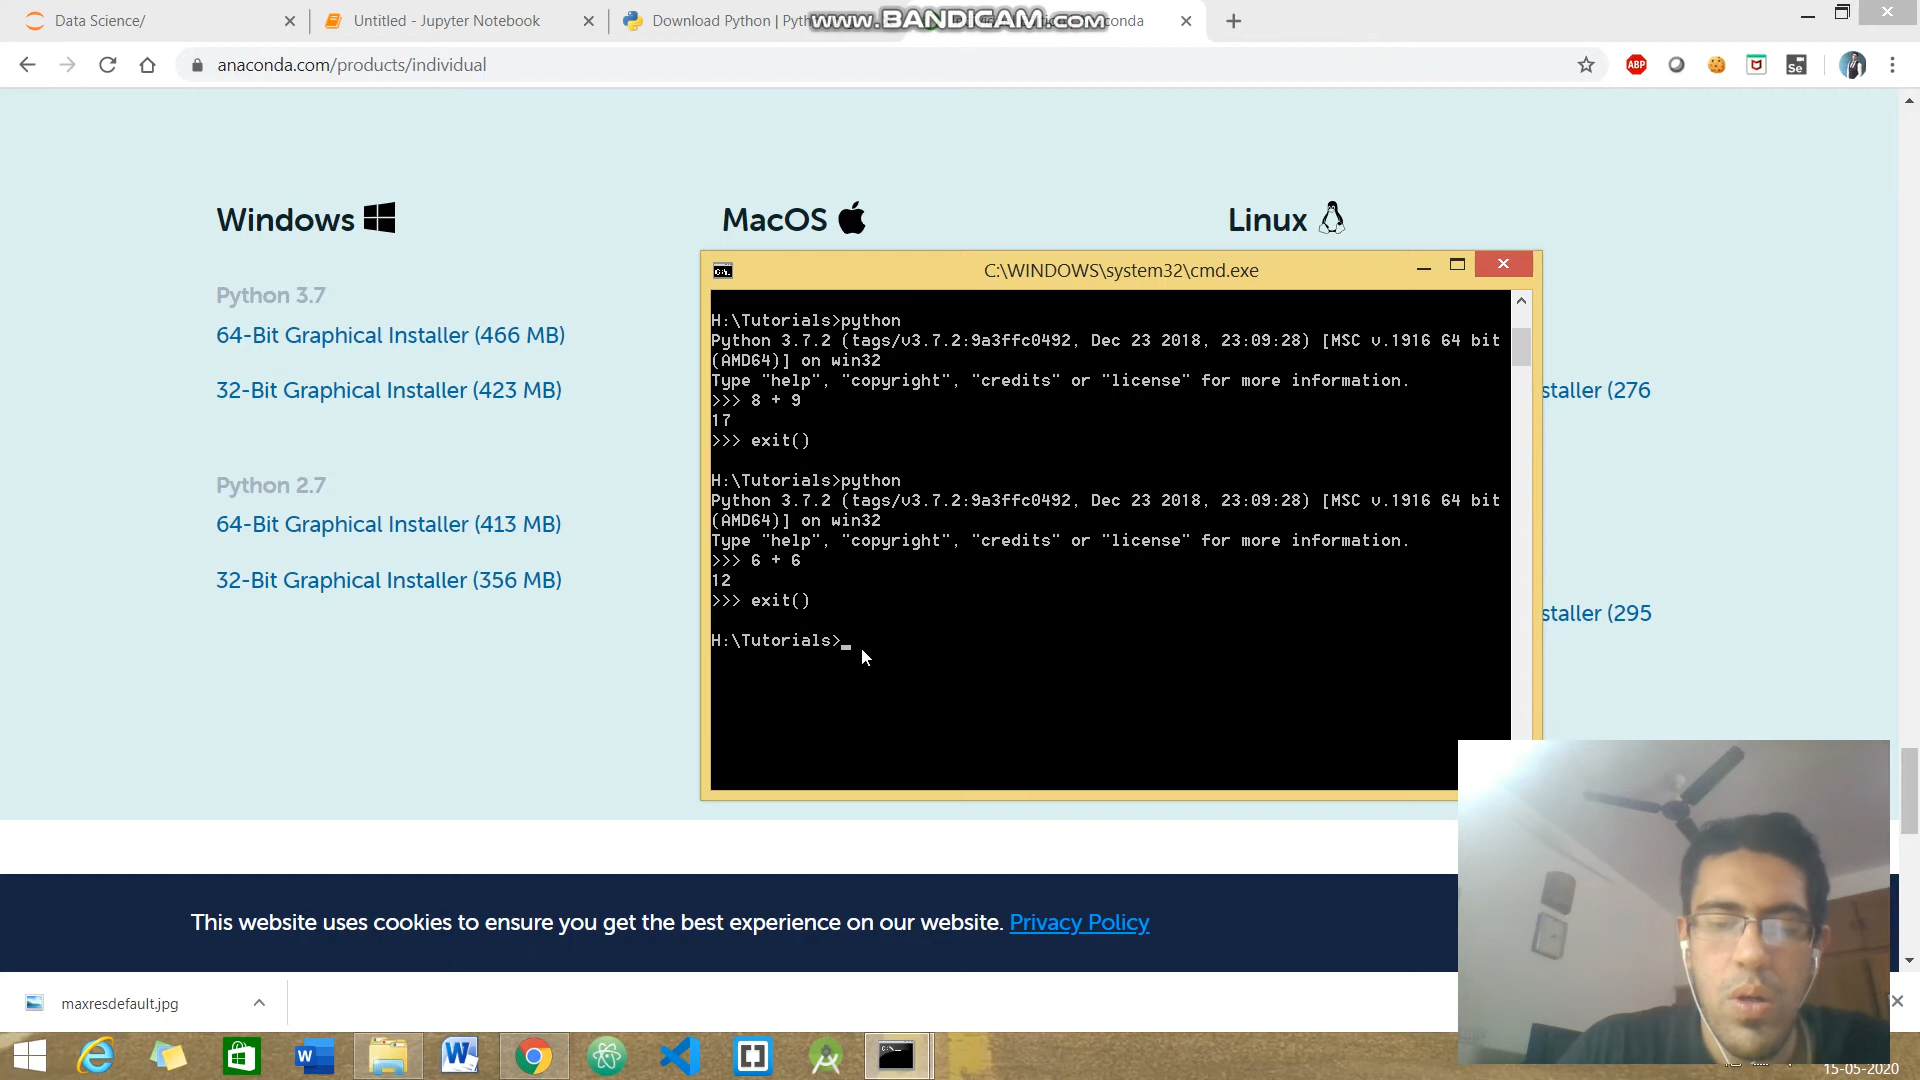 Data Science/
Untitled - Jupyter Notebook
Download Python | Pyth
www.BANDICAM.com
aconda
anaconda.com/products/individual
ABP
Se
Windows
MacOS
Linux
Python 3.7
64-Bit Graphical Installer (466 MB)
32-Bit Graphical Installer (423 MB)
staller (276
Python 2.7
64-Bit Graphical Installer (413 MB)
32-Bit Graphical Installer (356 MB)
staller (295
C:\WINDOWS\system32\cmd.exe
H:\Tutorials>python
Python 3.7.2 (tags/v3.7.2:9a3ffc0492, Dec 23 2018, 23:09:28) [MSC v.1916 64 bit
(AMD64)] on win32
Type "help", "copyright", "credits" or "license" for more information.
>>> 8 + 9
17
>>> exit()
H:\Tutorials>python
Python 3.7.2 (tags/v3.7.2:9a3ffc0492, Dec 23 2018, 23:09:28) [MSC v.1916 64 bit
(AMD64)] on win32
Type "help", "copyright", "credits" or "license" for more information.
>>> 6 + 6
12
>>> exit()
H:\Tutorials>
This website uses cookies to ensure you get the best experience on our website. Privacy Policy
maxresdefault.jpg
15-05-2020